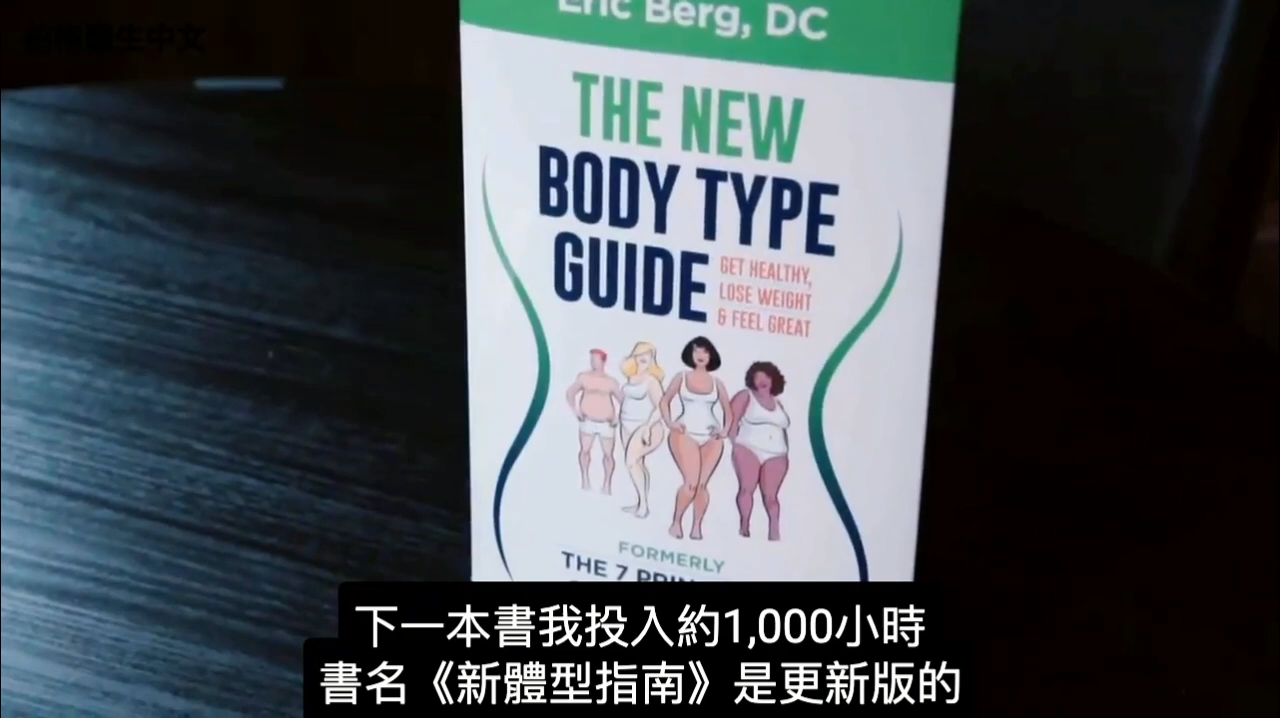 Eric Berg, DC
THE NEW
BODY TYPE
GUIDE
GET HEALTHY,
LOSE WEIGHT
& FEEL GREAT
FORMERLY
THE 7
下一本書我投入約1,000小時
書名《新體型指南》是更新版的